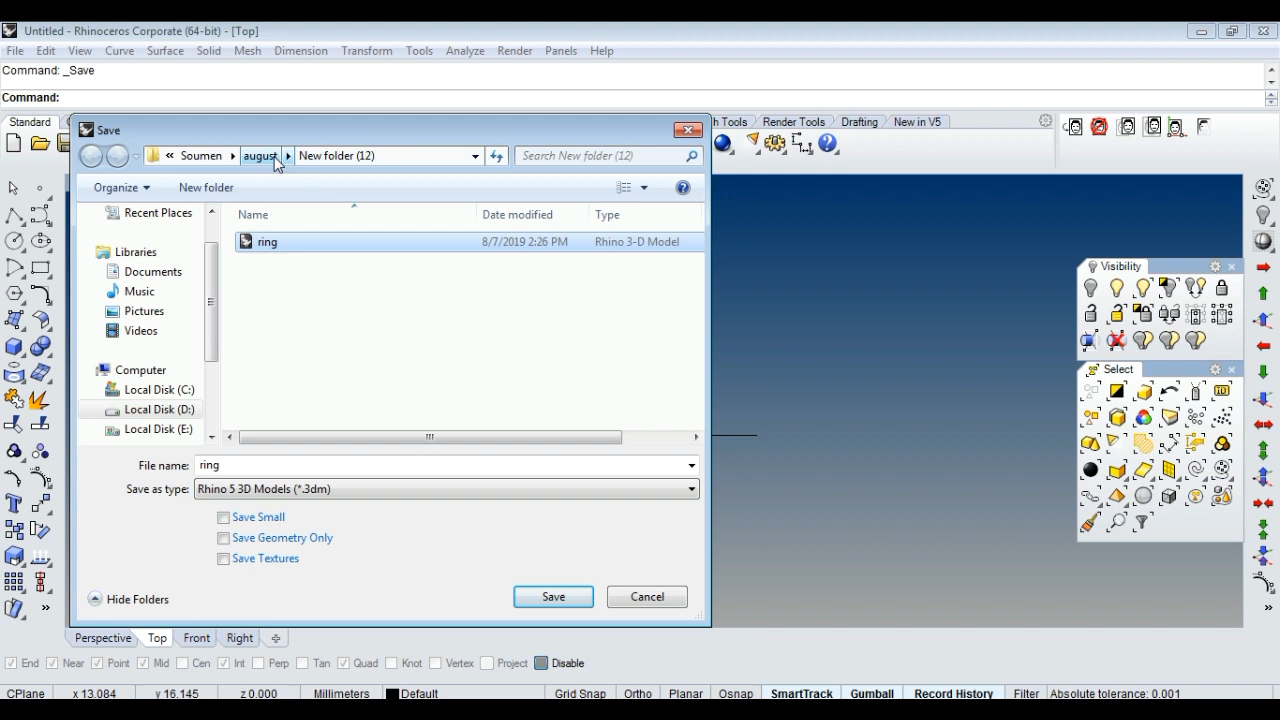 Untitled - Rhinoceros Corporate (64-bit) - [Top]
File Edit View Curve Surface Solid Mesh Dimension Transform Tools Analyze Render Panels Help
Command: _Save
Command:
Standard
h Tools Render Tools Drafting New in V5
Save
« Soumen august New folder (12)
Search New folder (12)
Organize New folder
Recent Places
Libraries
Documents
Music
Pictures
Videos
Computer
Local Disk (C:)
Local Disk (D:)
Local Disk (E:)
Name Date modified Type
ring 8/7/2019 2:26 PM Rhino 3-D Model
File name: ring
Save as type: Rhino 5 3D Models (*.3dm)
Save Small
Save Geometry Only
Save Textures
Hide Folders
Save Cancel
Visibility
Select
Perspective Top Front Right
End Near Point Mid Cen Int Perp Tan Quad Knot Vertex Project Disable
CPlane x 13.084 y 16.145 z 0.000 Millimeters Default Grid Snap Ortho Planar Osnap SmartTrack Gumball Record History Filter Absolute tolerance: 0.001